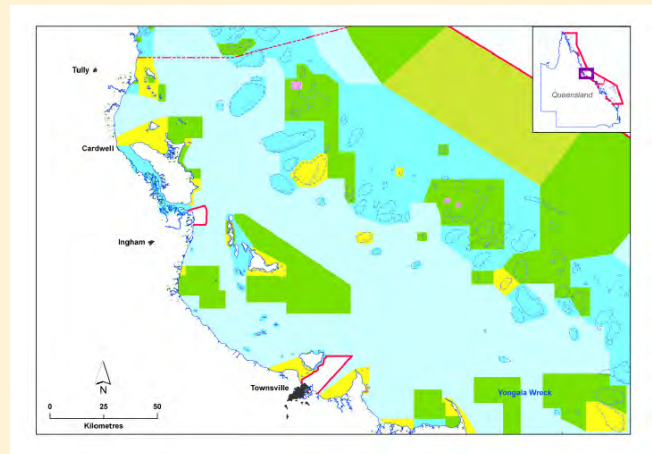 Tully
Queensland
Cardwell
Ingham
N
Townsville
Yongala Wreck
0 25 50
Kilometres